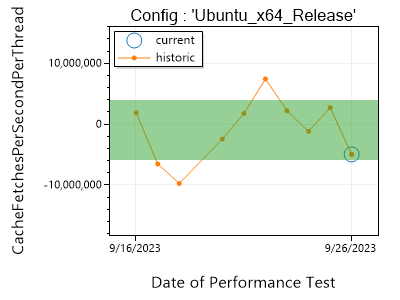 Config : 'Ubuntu_x64_Release'
current
historic
CacheFetchesPerSecondPerThread
10,000,000
0
-10,000,000
9/16/2023
9/26/2023
Date of Performance Test